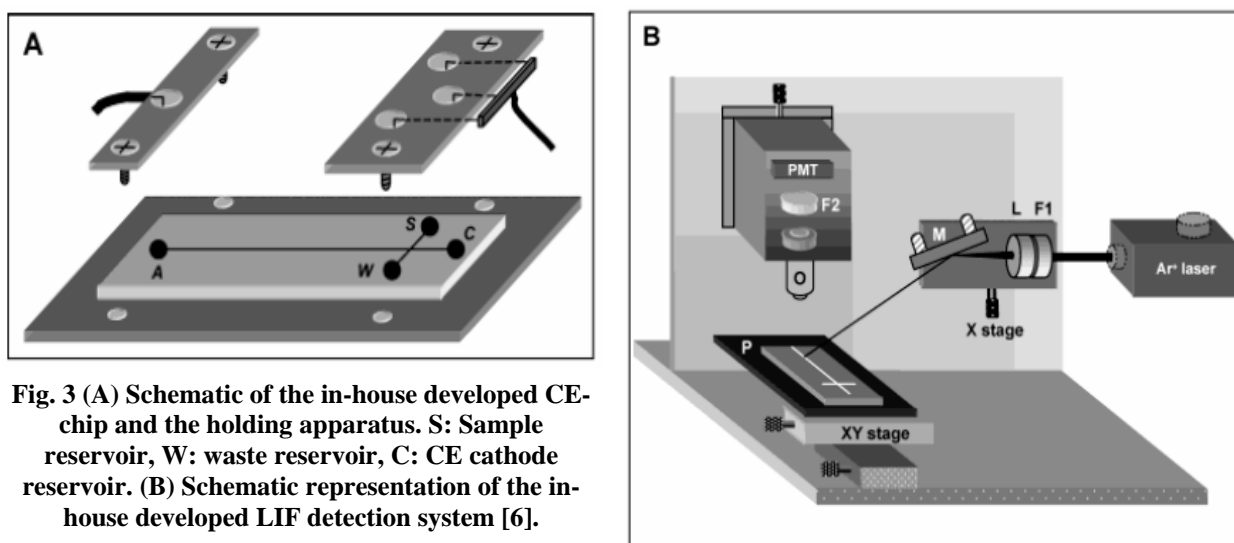 A
S
C
A
W
Fig. 3 (A) Schematic of the in-house developed CE-
chip and the holding apparatus. S: Sample
reservoir, W: waste reservoir, C: CE cathode
reservoir. (B) Schematic representation of the in-
house developed LIF detection system [6].
B
PMT
F2
O
L F1
M
Ar+ laser
X stage
P
XY stage